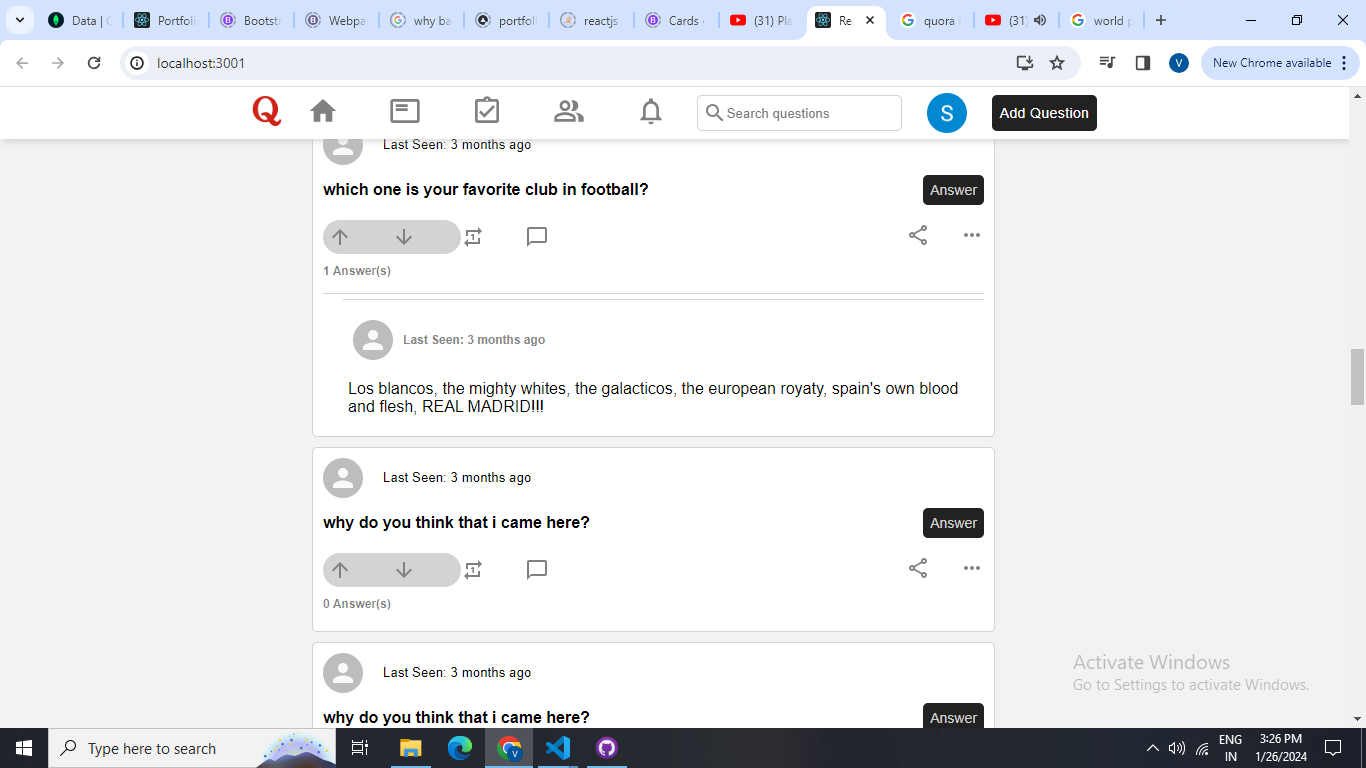 Data | C
Portfoli
Bootstr
Webpa
why ba
portfoli
reactjs
Cards
(31) Pla
Re
quora i
(31
world p
localhost:3001
V
New Chrome available
Q
Search questions
S
Add Question
Last Seen: 3 months ago
which one is your favorite club in football?
Answer
1
1 Answer(s)
Last Seen: 3 months ago
Los blancos, the mighty whites, the galacticos, the european royaty, spain's own blood
and flesh, REAL MADRID!!!
Last Seen: 3 months ago
why do you think that i came here?
Answer
1
0 Answer(s)
Last Seen: 3 months ago
why do you think that i came here?
Answer
Activate Windows
Go to Settings to activate Windows.
Type here to search
V
ENG
IN
3:26 PM
1/26/2024